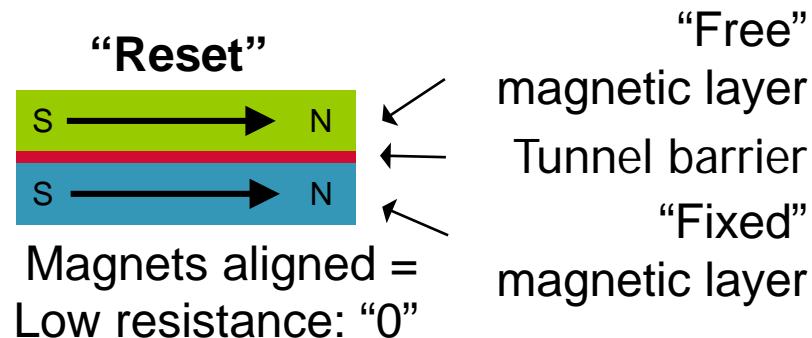 “Reset”
S N
S N
Magnets aligned =
Low resistance: “0”
“Free”
magnetic layer
Tunnel barrier
“Fixed”
magnetic layer